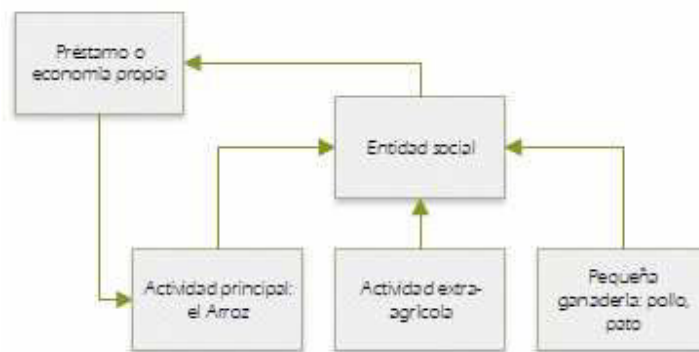 Préstamo o
economía propia
Entidad social
Actividad principal:
el Arroz
Actividad extra-
agrícola
Pequeña
ganadería: pollo,
pato